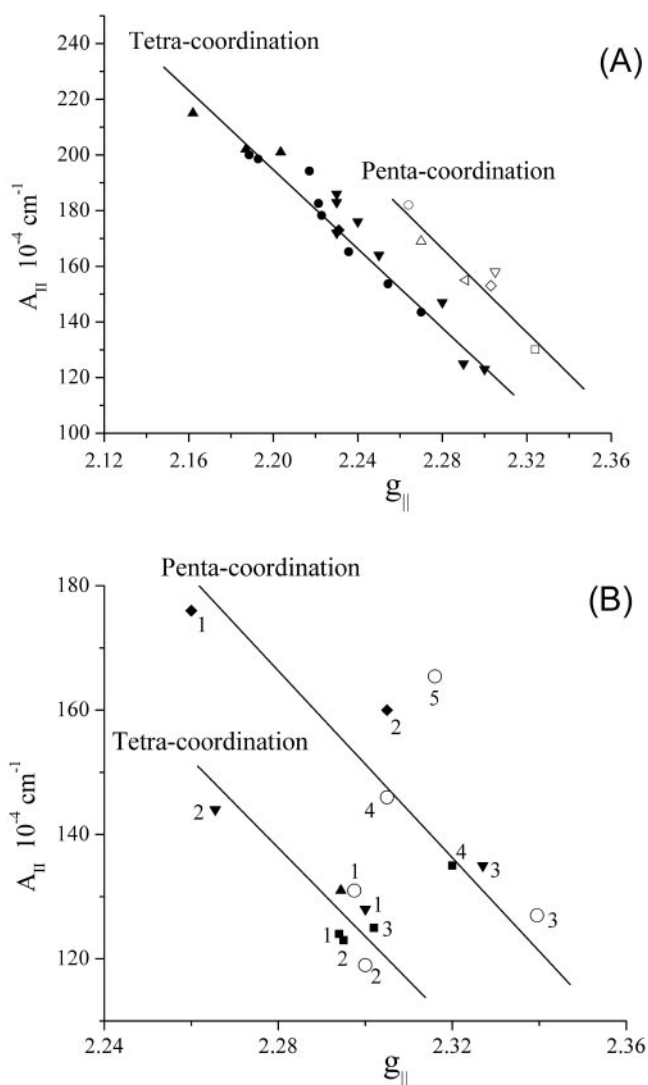 (A)
Tetra-coordination
Penta-coordination
240
220
200
180
160
140
120
100
A|| 10-4 cm-1
2.12 2.16 2.20 2.24 2.28 2.32 2.36
g||
(B)
Penta-coordination
Tetra-coordination
180
160
140
120
A|| 10-4 cm-1
1
2
5
4
2
4
3
1
1
3
1
3
2
2
2.24 2.28 2.32 2.36
g||